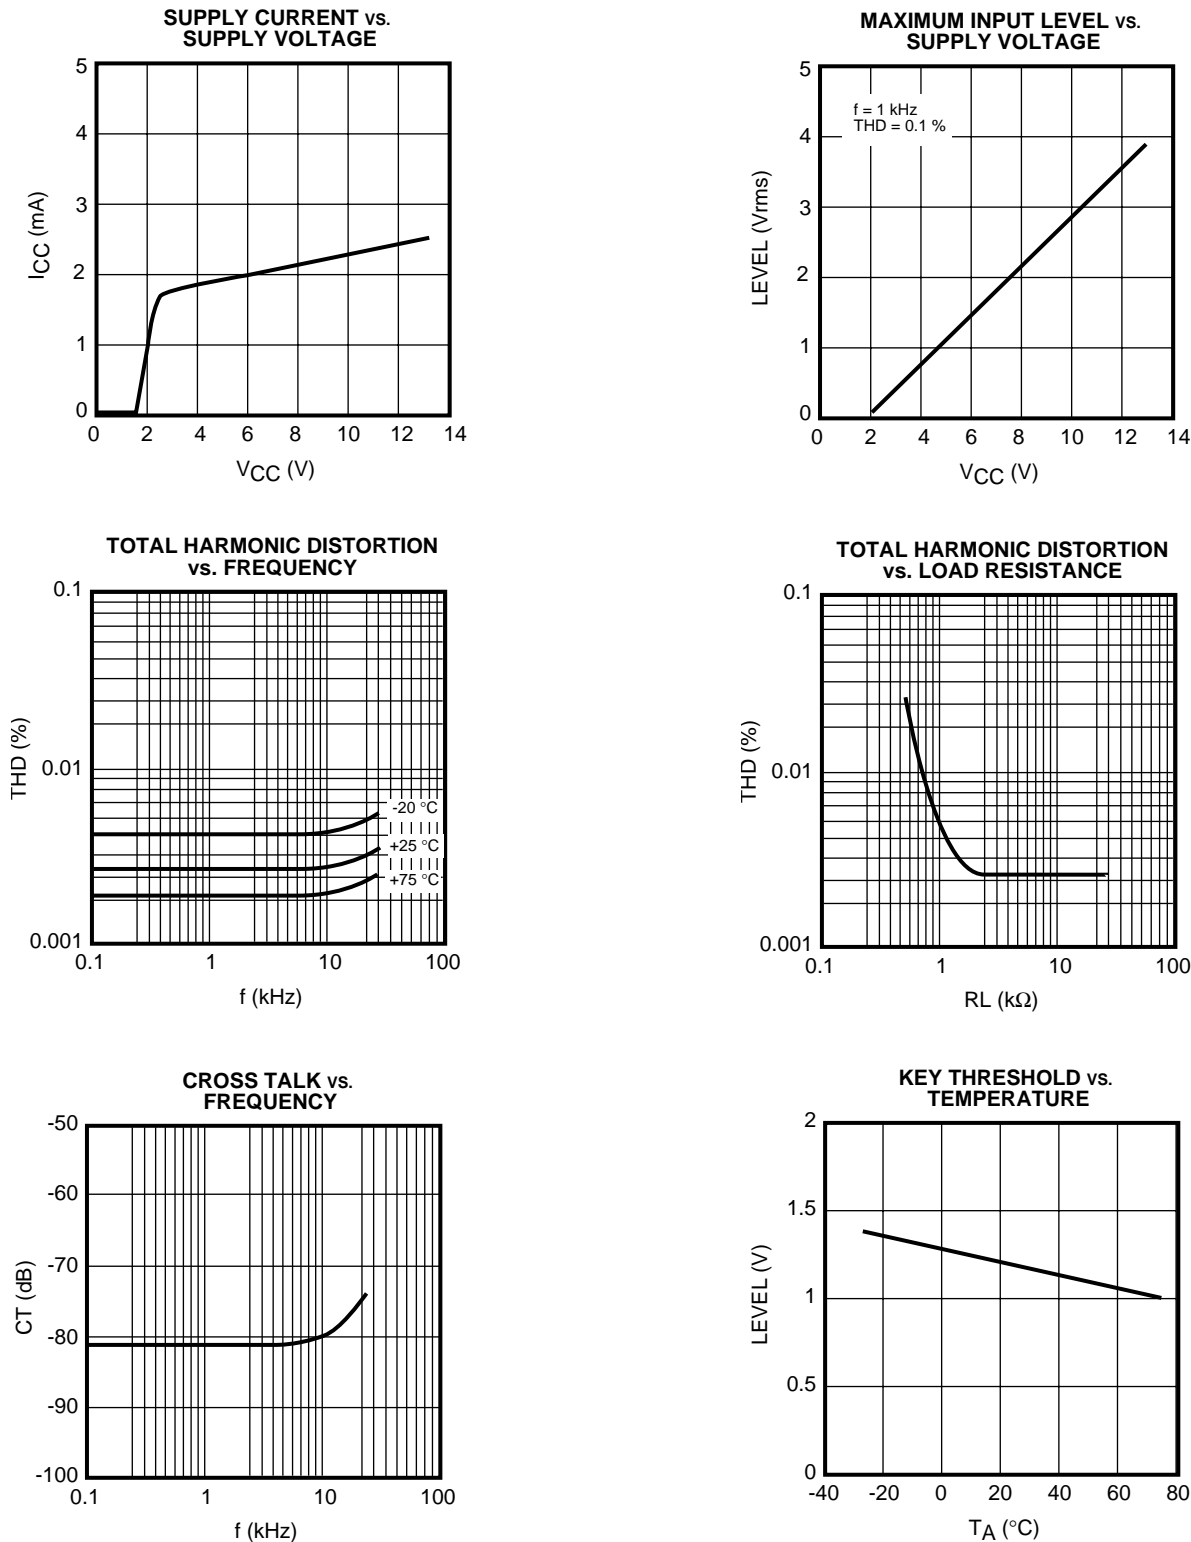 SUPPLY CURRENT vs.
SUPPLY VOLTAGE
5
4
3
2
1
0
ICC (mA)
0 2 4 6 8 10 12 14
VCC (V)
MAXIMUM INPUT LEVEL vs.
SUPPLY VOLTAGE
f = 1 kHz
THD = 0.1 %
5
4
3
2
1
0
LEVEL (Vrms)
0 2 4 6 8 10 12 14
VCC (V)
TOTAL HARMONIC DISTORTION
vs. FREQUENCY
0.1
0.01
0.001
THD (%)
-20 °C
+25 °C
+75 °C
0.1 1 10 100
f (kHz)
TOTAL HARMONIC DISTORTION
vs. LOAD RESISTANCE
0.1
0.01
0.001
THD (%)
0.1 1 10 100
RL (kΩ)
CROSS TALK vs.
FREQUENCY
-50
-60
-70
-80
-90
-100
CT (dB)
0.1 1 10 100
f (kHz)
KEY THRESHOLD vs.
TEMPERATURE
2
1.5
1
0.5
0
LEVEL (V)
-40 -20 0 20 40 60 80
TA (°C)